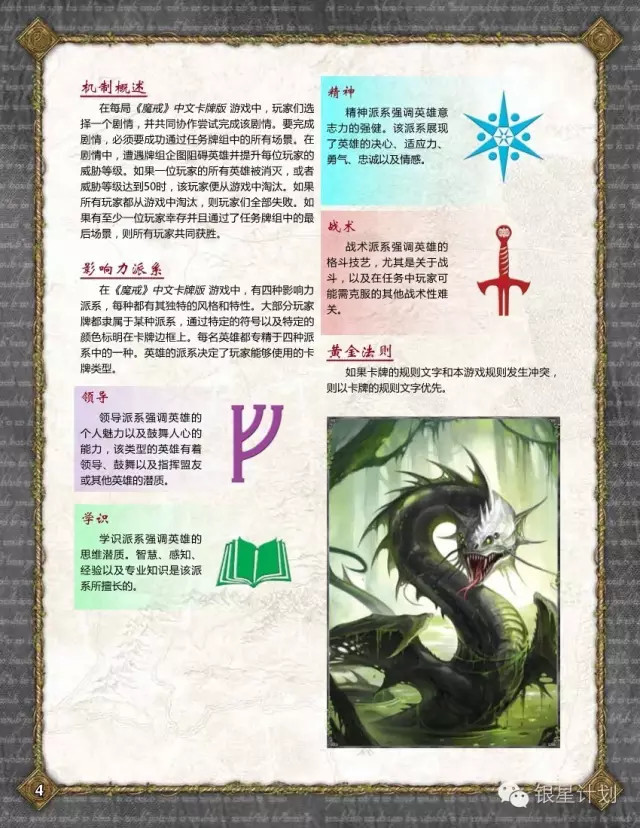 机制概述
在每局《魔戒》中文卡牌版 游戏中，玩家们选
择一个剧情，并共同协作尝试完成该剧情。要完成
剧情，必须要成功通过任务牌组中的所有场景。在
剧情中，遭遇牌组企图阻碍英雄并提升每位玩家的
威胁等级。如果一位玩家的所有英雄被消灭，或者
威胁等级达到50时，该玩家便从游戏中淘汰。如果
所有玩家都从游戏中淘汰，则玩家们全部失败。如
果有至少一位玩家幸存并且通过了任务牌组中的最
后场景，则所有玩家共同获胜。
影响力派系
在《魔戒》中文卡牌版 游戏中，有四种影响力
派系，每种都有其独特的风格和特性。大部分玩家
牌都隶属于某种派系，通过特定的符号以及特定的
颜色标明在卡牌边框上。每名英雄都专精于四种派
系中的一种。英雄的派系决定了玩家能够使用的卡
牌类型。
领导
领导派系强调英雄的
个人魅力以及鼓舞人心的
能力，该类型的英雄有着
领导、鼓舞以及指挥盟友
或其他英雄的潜质。
学识
学识派系强调英雄的
思维潜质。智慧、感知、
经验以及专业知识是该派
系所擅长的。
精神
精神派系强调英雄意
志力的强健。该派系展现
了英雄的决心、适应力、
勇气、忠诚以及情感。
战术
战术派系强调英雄的
格斗技艺，尤其是关于战
斗，以及在任务中玩家可
能需克服的其他战术性难
关。
黄金法则
如果卡牌的规则文字和本游戏规则发生冲突，
则以卡牌的规则文字优先。
4
银星计划